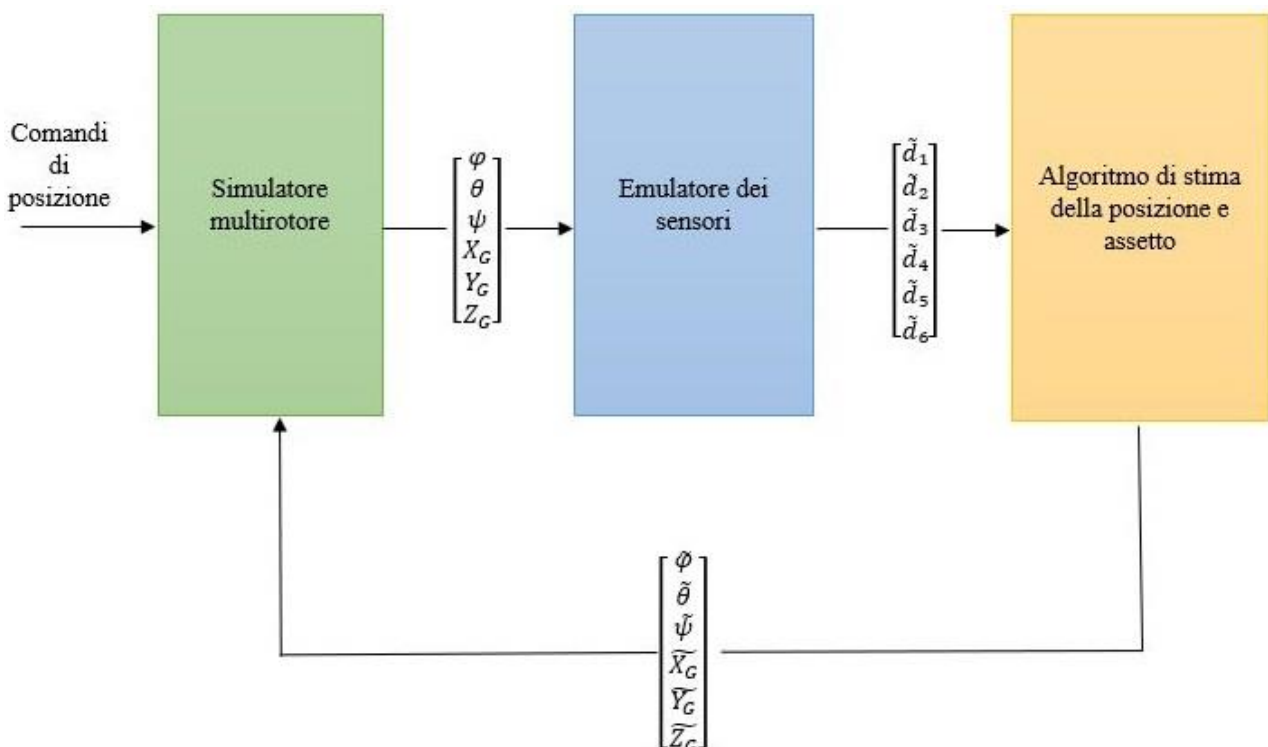 Comandi
di
posizione
Simulatore
multirotore
φ
θ
ψ
X_G
Y_G
Z_G
Emulatore dei
sensori
d̃₁
d̃₂
d̃₃
d̃₄
d̃₅
d̃₆
Algoritmo di stima
della posizione e
assetto
φ̃
θ̃
ψ̃
X̃_G
Ỹ_G
Z̃_G